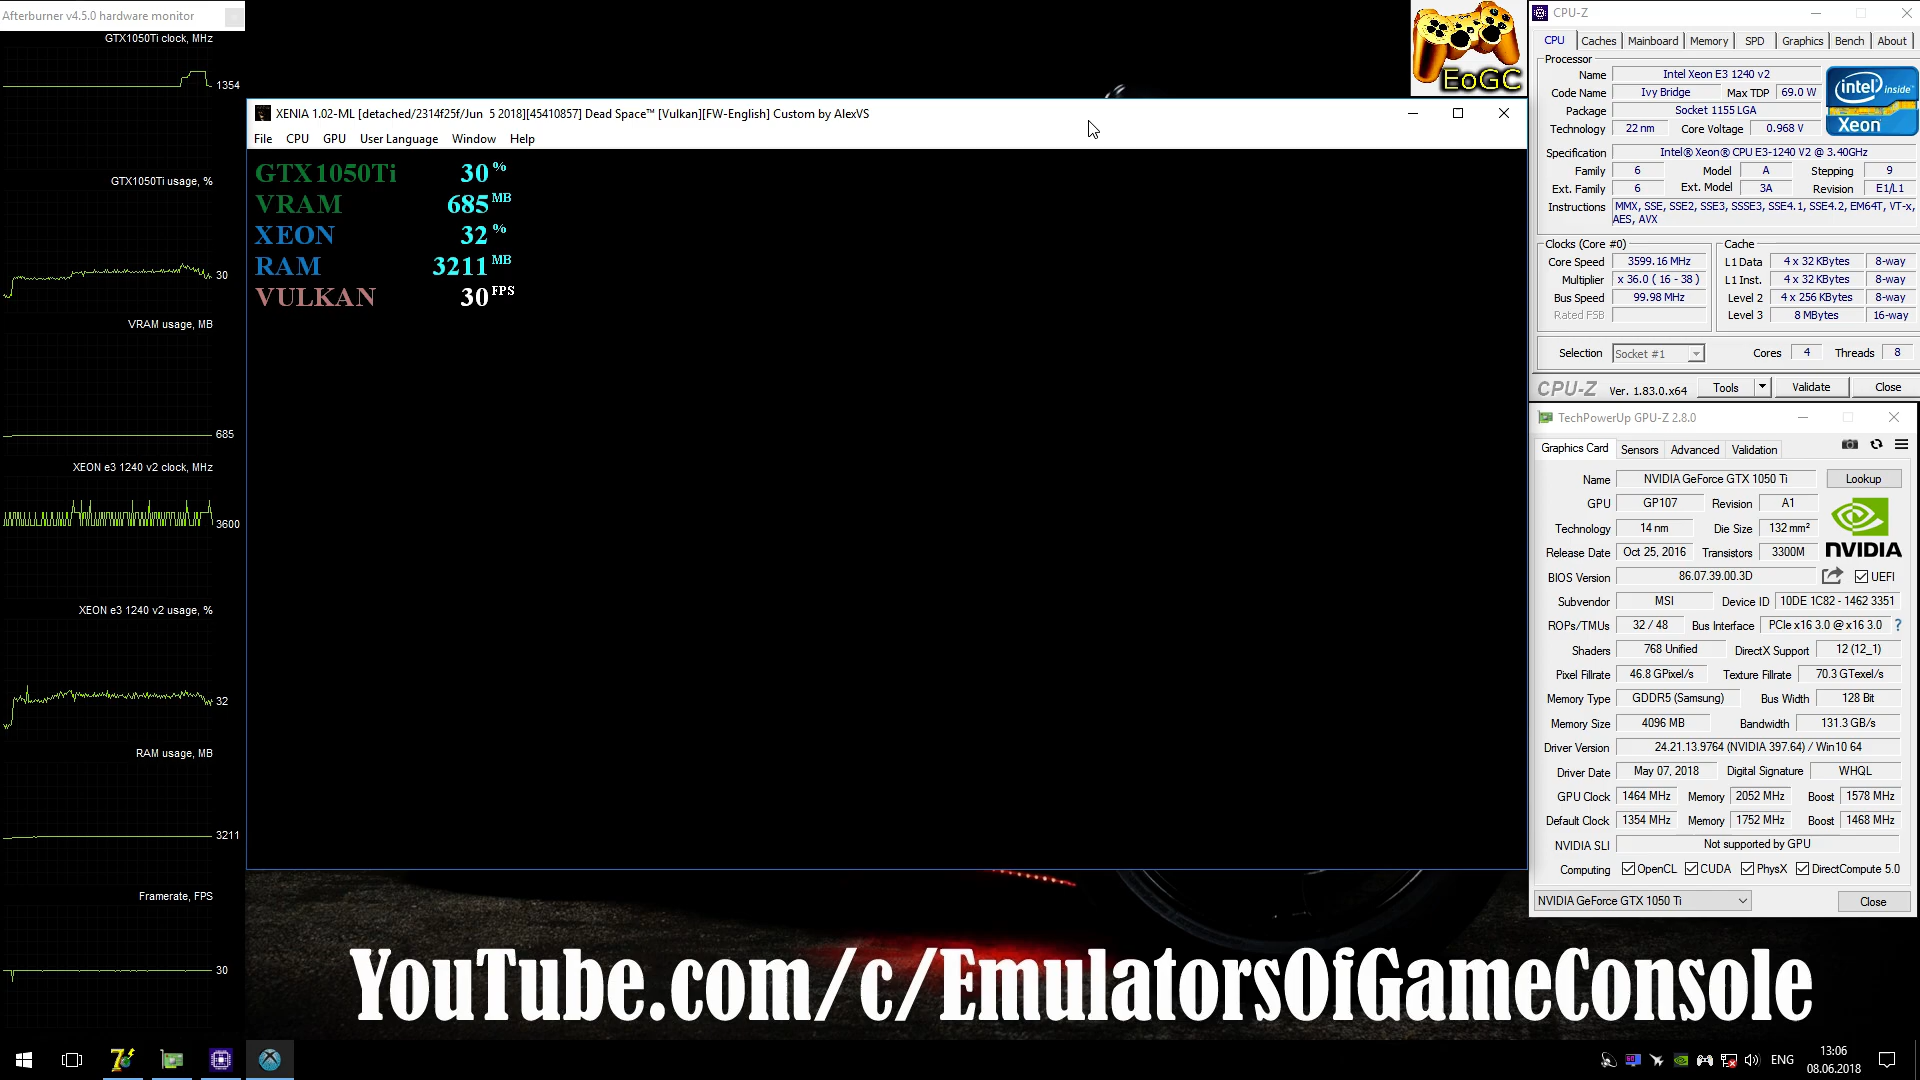 Afterburner v4.5.0 hardware monitor
GTX1050Ti clock, MHz
1354
GTX1050Ti usage, %
30
VRAM usage, MB
685
XEON e3 1240 v2 clock, MHz
3600
XEON e3 1240 v2 usage, %
32
RAM usage, MB
3211
Framerate, FPS
30
XENIA 1.02-ML [detached/2314f25f/Jun 5 2018][45410857] Dead Space™ [Vulkan][FW-English] Custom by AlexVS
File CPU GPU User Language Window Help
GTX1050Ti 30 %
VRAM 685 MB
XEON 32 %
RAM 3211 MB
VULKAN 30 FPS
EoGC
CPU-Z
CPU Caches Mainboard Memory SPD Graphics Bench About
Processor
Name Intel Xeon E3 1240 v2
Code Name Ivy Bridge Max TDP 69.0 W
Package Socket 1155 LGA
Technology 22 nm Core Voltage 0.968 V
intel inside™
Xeon
Specification Intel® Xeon® CPU E3-1240 V2 @ 3.40GHz
Family 6 Model A Stepping 9
Ext. Family 6 Ext. Model 3A Revision E1/L1
Instructions MMX, SSE, SSE2, SSE3, SSSE3, SSE4.1, SSE4.2, EM64T, VT-x,
AES, AVX
Clocks (Core #0)
Core Speed 3599.16 MHz
Multiplier x 36.0 ( 16 - 38 )
Bus Speed 99.98 MHz
Rated FSB
Cache
L1 Data 4 x 32 KBytes 8-way
L1 Inst. 4 x 32 KBytes 8-way
Level 2 4 x 256 KBytes 8-way
Level 3 8 MBytes 16-way
Selection Socket #1 Cores 4 Threads 8
CPU-Z Ver. 1.83.0.x64 Tools Validate Close
TechPowerUp GPU-Z 2.8.0
Graphics Card Sensors Advanced Validation
Name NVIDIA GeForce GTX 1050 Ti Lookup
GPU GP107 Revision A1
Technology 14 nm Die Size 132 mm²
Release Date Oct 25, 2016 Transistors 3300M
NVIDIA
BIOS Version 86.07.39.00.3D UEFI
Subvendor MSI Device ID 10DE 1C82 - 1462 3351
ROPs/TMUs 32 / 48 Bus Interface PCIe x16 3.0 @ x16 3.0 ?
Shaders 768 Unified DirectX Support 12 (12_1)
Pixel Fillrate 46.8 GPixel/s Texture Fillrate 70.3 GTexel/s
Memory Type GDDR5 (Samsung) Bus Width 128 Bit
Memory Size 4096 MB Bandwidth 131.3 GB/s
Driver Version 24.21.13.9764 (NVIDIA 397.64) / Win10 64
Driver Date May 07, 2018 Digital Signature WHQL
GPU Clock 1464 MHz Memory 2052 MHz Boost 1578 MHz
Default Clock 1354 MHz Memory 1752 MHz Boost 1468 MHz
NVIDIA SLI Not supported by GPU
Computing OpenCL CUDA PhysX DirectCompute 5.0
NVIDIA GeForce GTX 1050 Ti Close
YouTube.com/c/EmulatorsOfGameConsole
ENG
13:06
08.06.2018